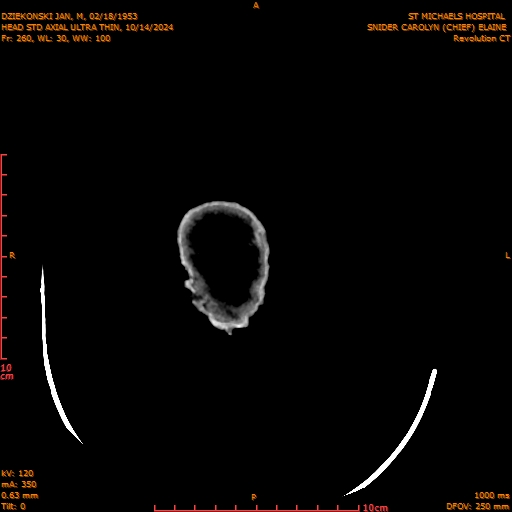 A
DZIEKONSKI JAN, M, 02/18/1953
HEAD STD AXIAL ULTRA THIN, 10/14/2024
Fr: 260, WL: 30, WW: 100
ST MICHAELS HOSPITAL
SNIDER CAROLYN (CHIEF) ELAINE
Revolution CT
R
L
10
cm
kV: 120
mA: 350
0.63 mm
Tilt: 0
P
10cm
1000 ms
DFOV: 250 mm